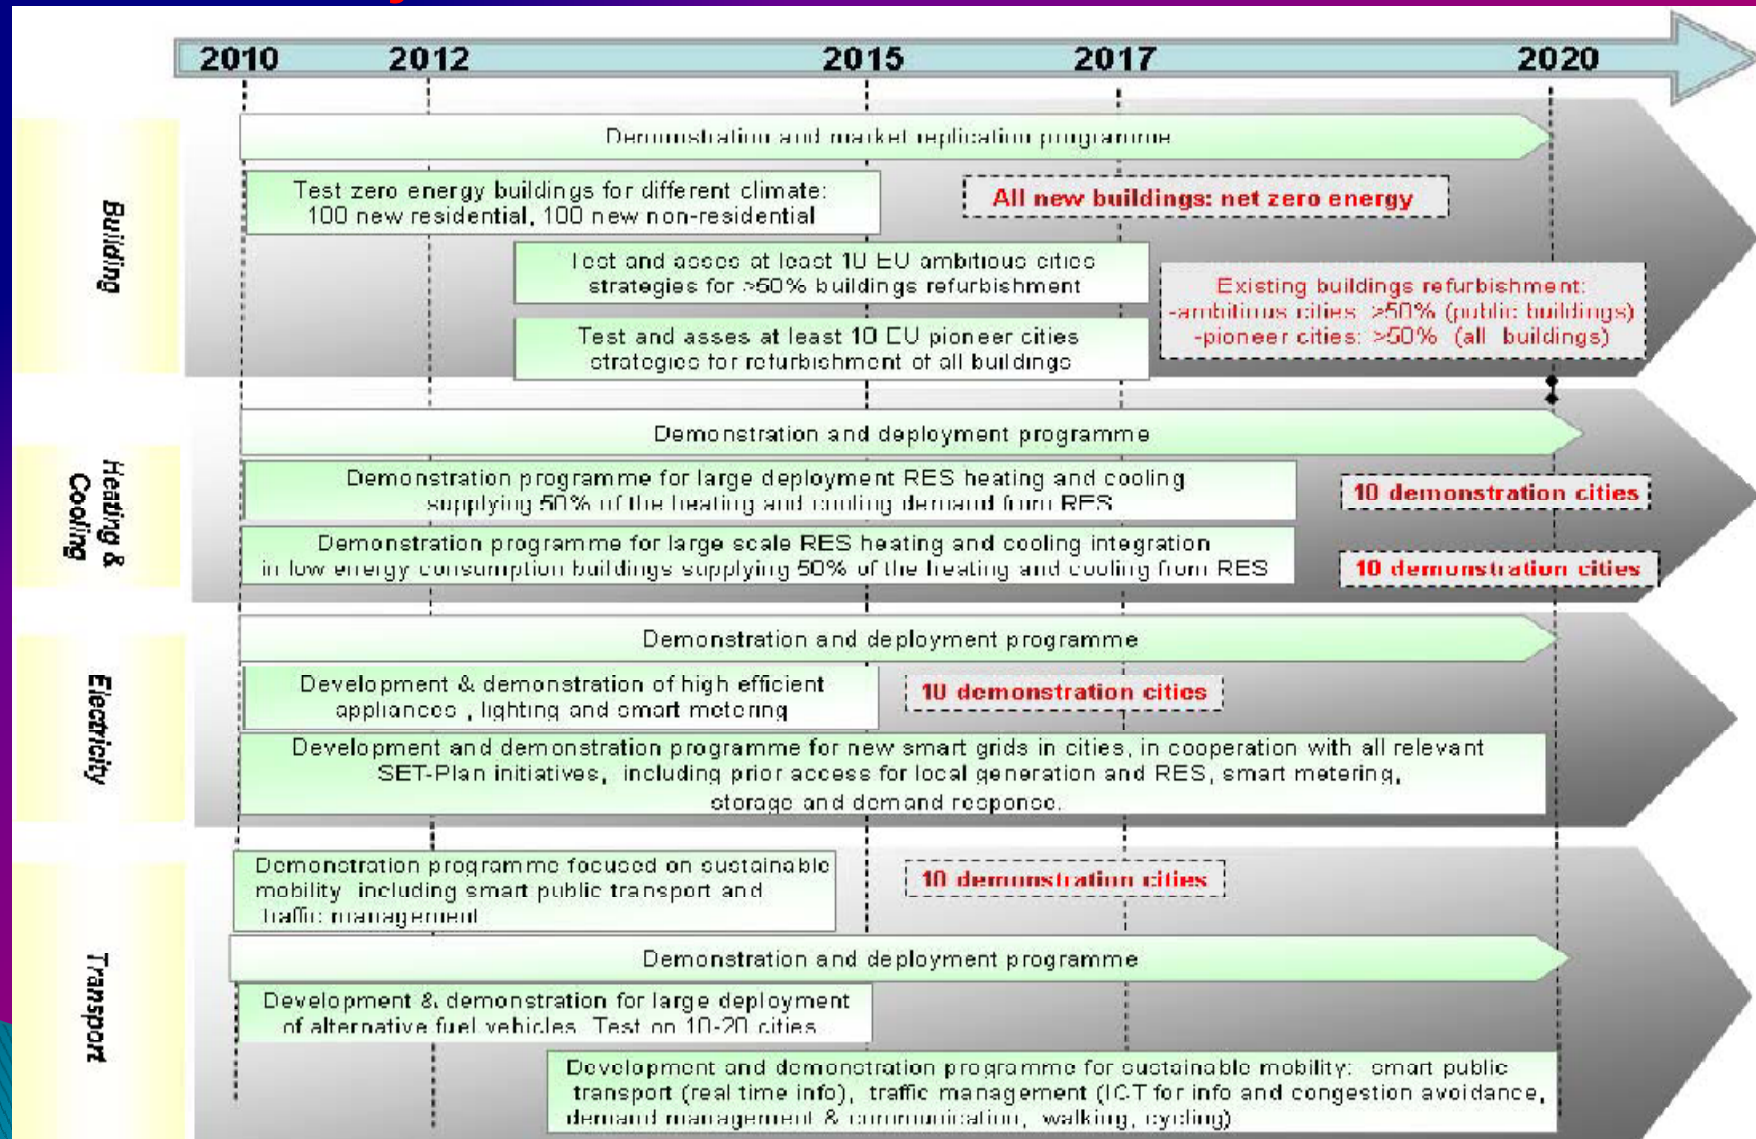 2010 2012 2015 2017 2020
Building
Demonstration and market replication programme
Test zero energy buildings for different climate:
100 new residential, 100 new non-residential
All new buildings: net zero energy
Test and asses at least 10 EU ambitious cities
strategies for >50% buildings refurbishment
Test and asses at least 10 EU pioneer cities
strategies for refurbishment of all buildings
Existing buildings refurbishment:
-ambitious cities: >50% (public buildings)
-pioneer cities: >50% (all buildings)
Heating &
Cooling
Demonstration and deployment programme
Demonstration programme for large deployment RES heating and cooling
supplying 50% of the heating and cooling demand from RES
10 demonstration cities
Demonstration programme for large scale RES heating and cooling integration
in low energy consumption buildings supplying 50% of the heating and cooling from RES
10 demonstration cities
Electricity
Demonstration and deployment programme
Development & demonstration of high efficient
appliances, lighting and smart metering
10 demonstration cities
Development and demonstration programme for new smart grids in cities, in cooperation with all relevant
SET-Plan initiatives, including prior access for local generation and RES, smart metering,
storage and demand response.
Transport
Demonstration programme focused on sustainable
mobility including smart public transport and
traffic management
10 demonstration cities
Demonstration and deployment programme
Development & demonstration for large deployment
of alternative fuel vehicles. Test on 10-20 cities
Development and demonstration programme for sustainable mobility: smart public
transport (real time info), traffic management (ICT for info and congestion avoidance,
demand management & communication, walking, cycling)